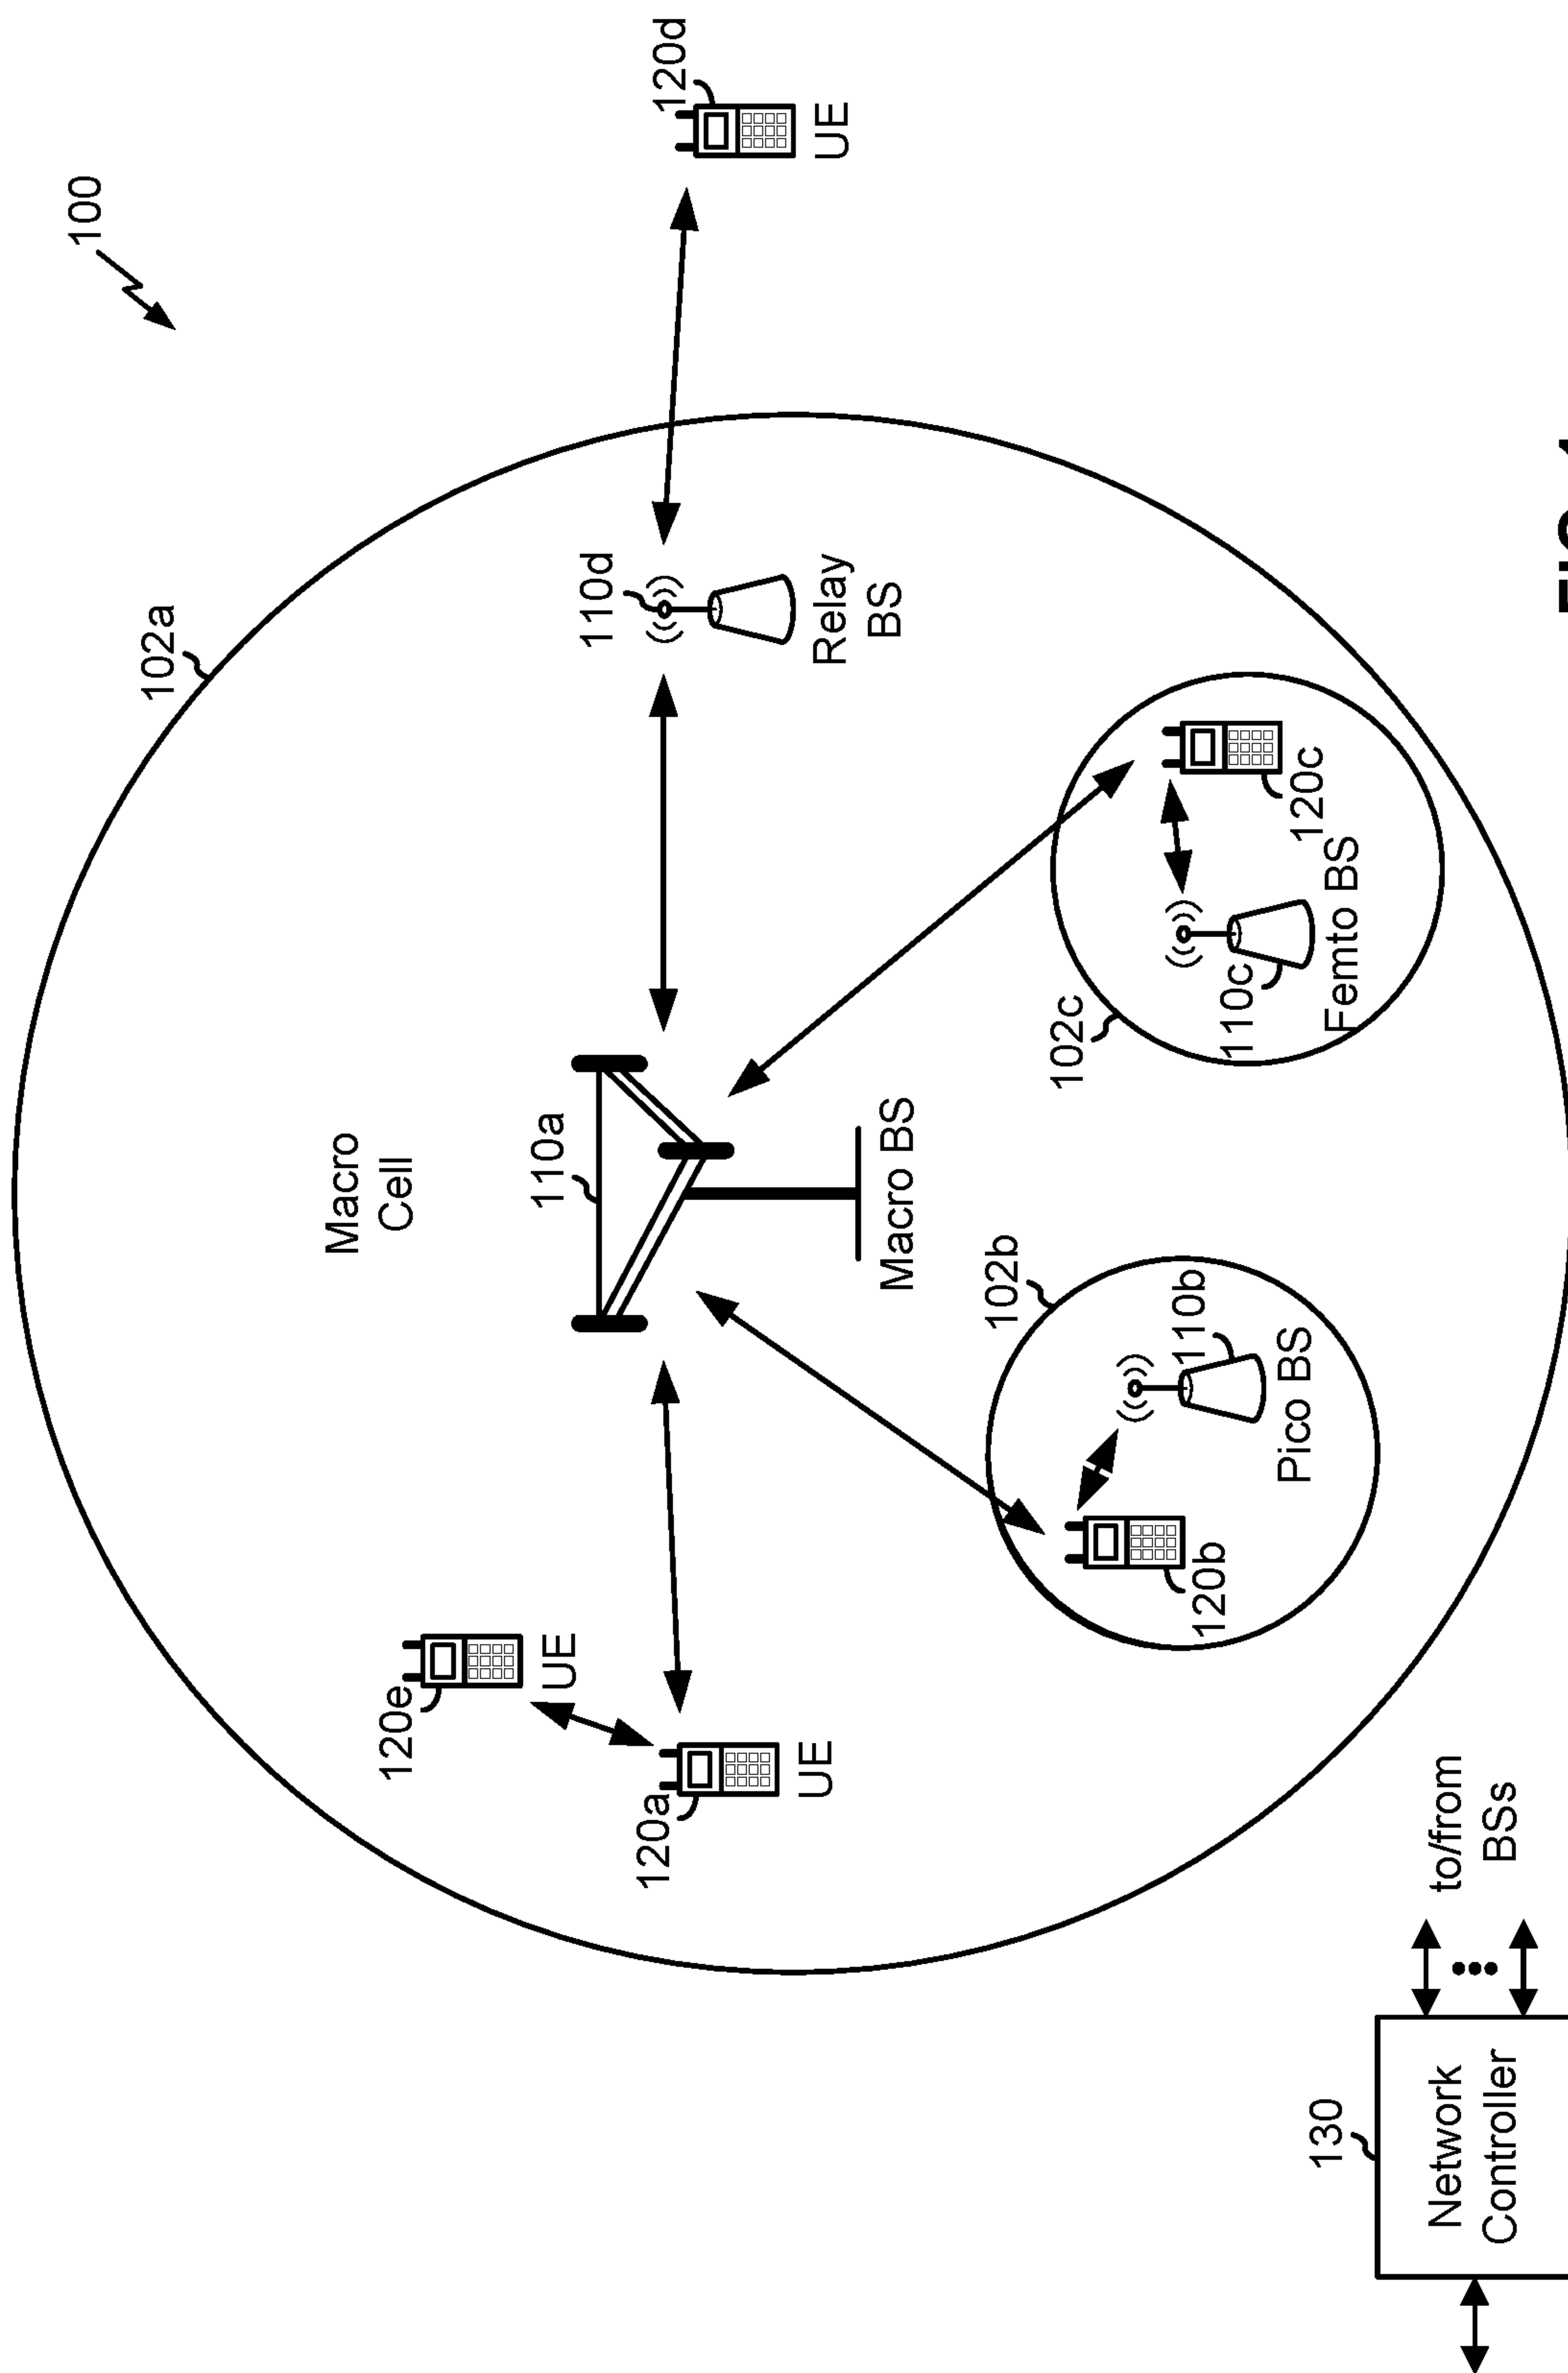 100
102a
Macro
Cell
120e
UE
110a
110d
120d
UE
120a
UE
Relay
BS
Macro BS
102b
102c
110b
Pico BS
120b
110c
120c
Femto BS
130
Network
Controller
to/from
BSs